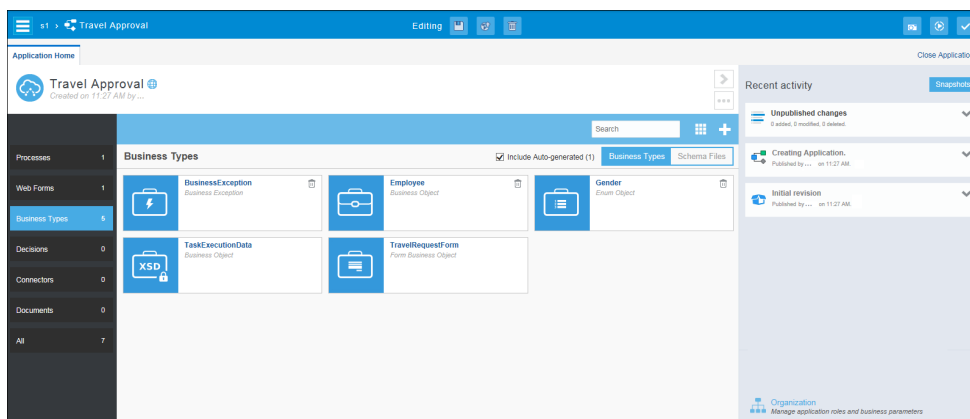 s1 › Travel Approval
Editing
Application Home
Close Applicatio
Travel Approval
Created on 11:27 AM by ...
Search
Processes 1
Web Forms 1
Business Types 5
Decisions 0
Connectors 0
Documents 0
All 7
Business Types
Include Auto-generated (1)
Business Types
Schema Files
BusinessException
Business Exception
Employee
Business Object
Gender
Enum Object
XSD
TaskExecutionData
Business Object
TravelRequestForm
Form Business Object
Recent activity
Snapshots
Unpublished changes
0 added, 0 modified, 0 deleted.
Creating Application.
Published by ... on 11:27 AM.
Initial revision
Published by ... on 11:27 AM.
Organization
Manage application roles and business parameters